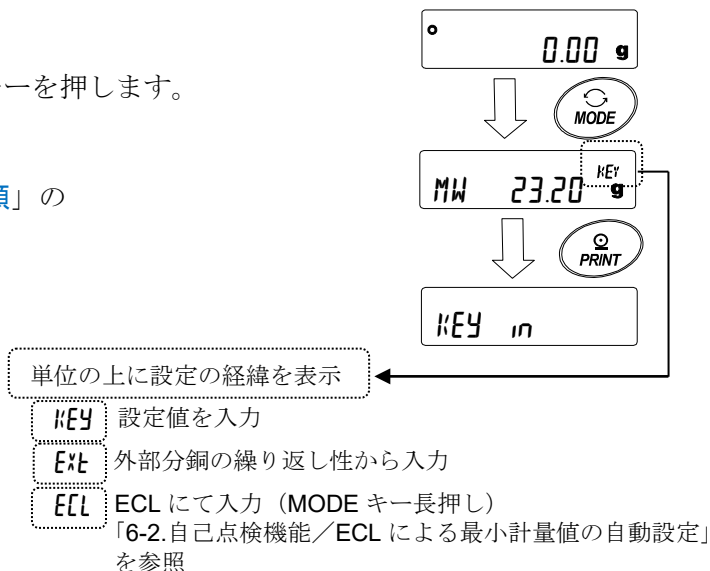 0.00 g
ーを押します。
MODE
KEY
MW 23.20 g
」の
PRINT
KEY in
単位の上に設定の経緯を表示
KEY 設定値を入力
Ext 外部分銅の繰り返し性から入力
ECL ECL にて入力（MODE キー長押し）
「6-2.自己点検機能／ECL による最小計量値の自動設定」
を参照